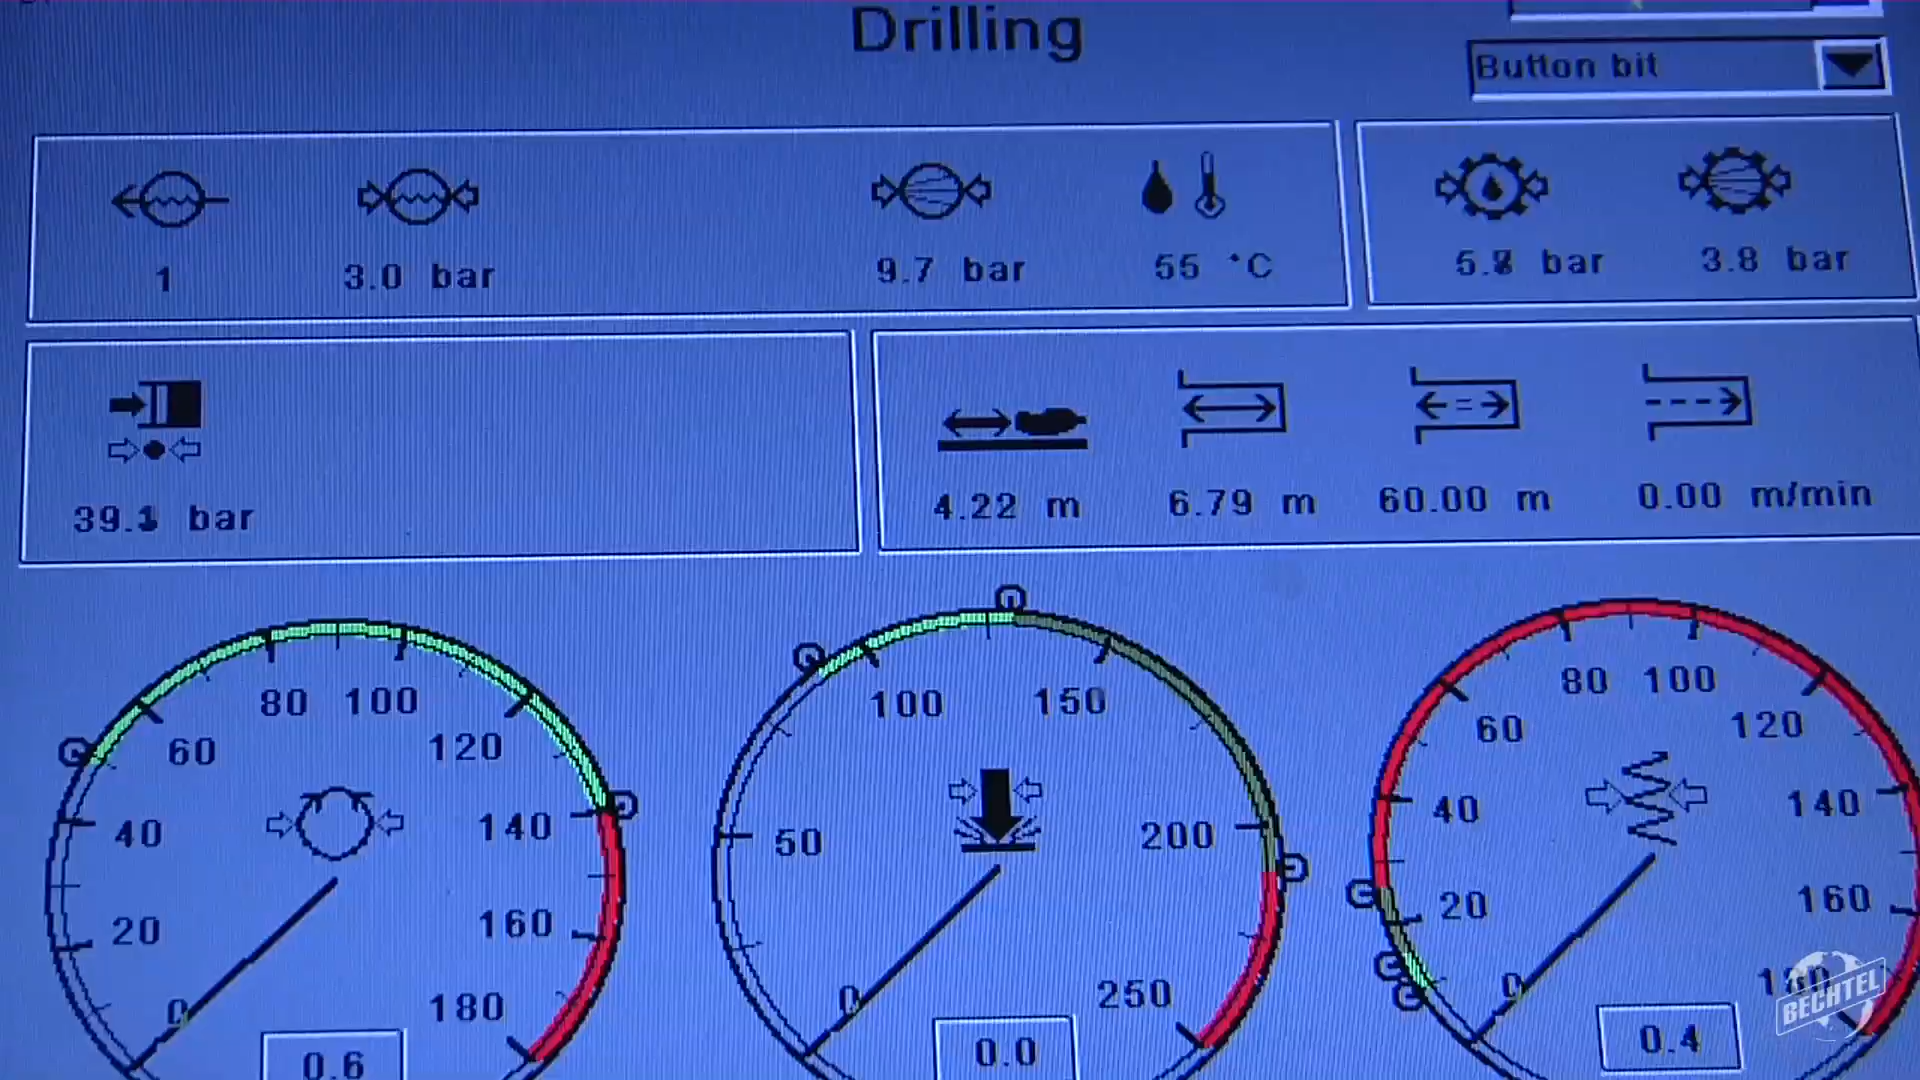 Drilling
Button bit
1
3.0 bar
9.7 bar
55 °C
3.8 bar
bar
bar
4.22 m
6.79 m
60.00 m
0.00 m/min
0
20
40
60
80
100
120
140
160
180
0.6
0
50
100
150
200
250
0.0
0
20
40
60
80
100
120
140
160
0.4
BECHTEL